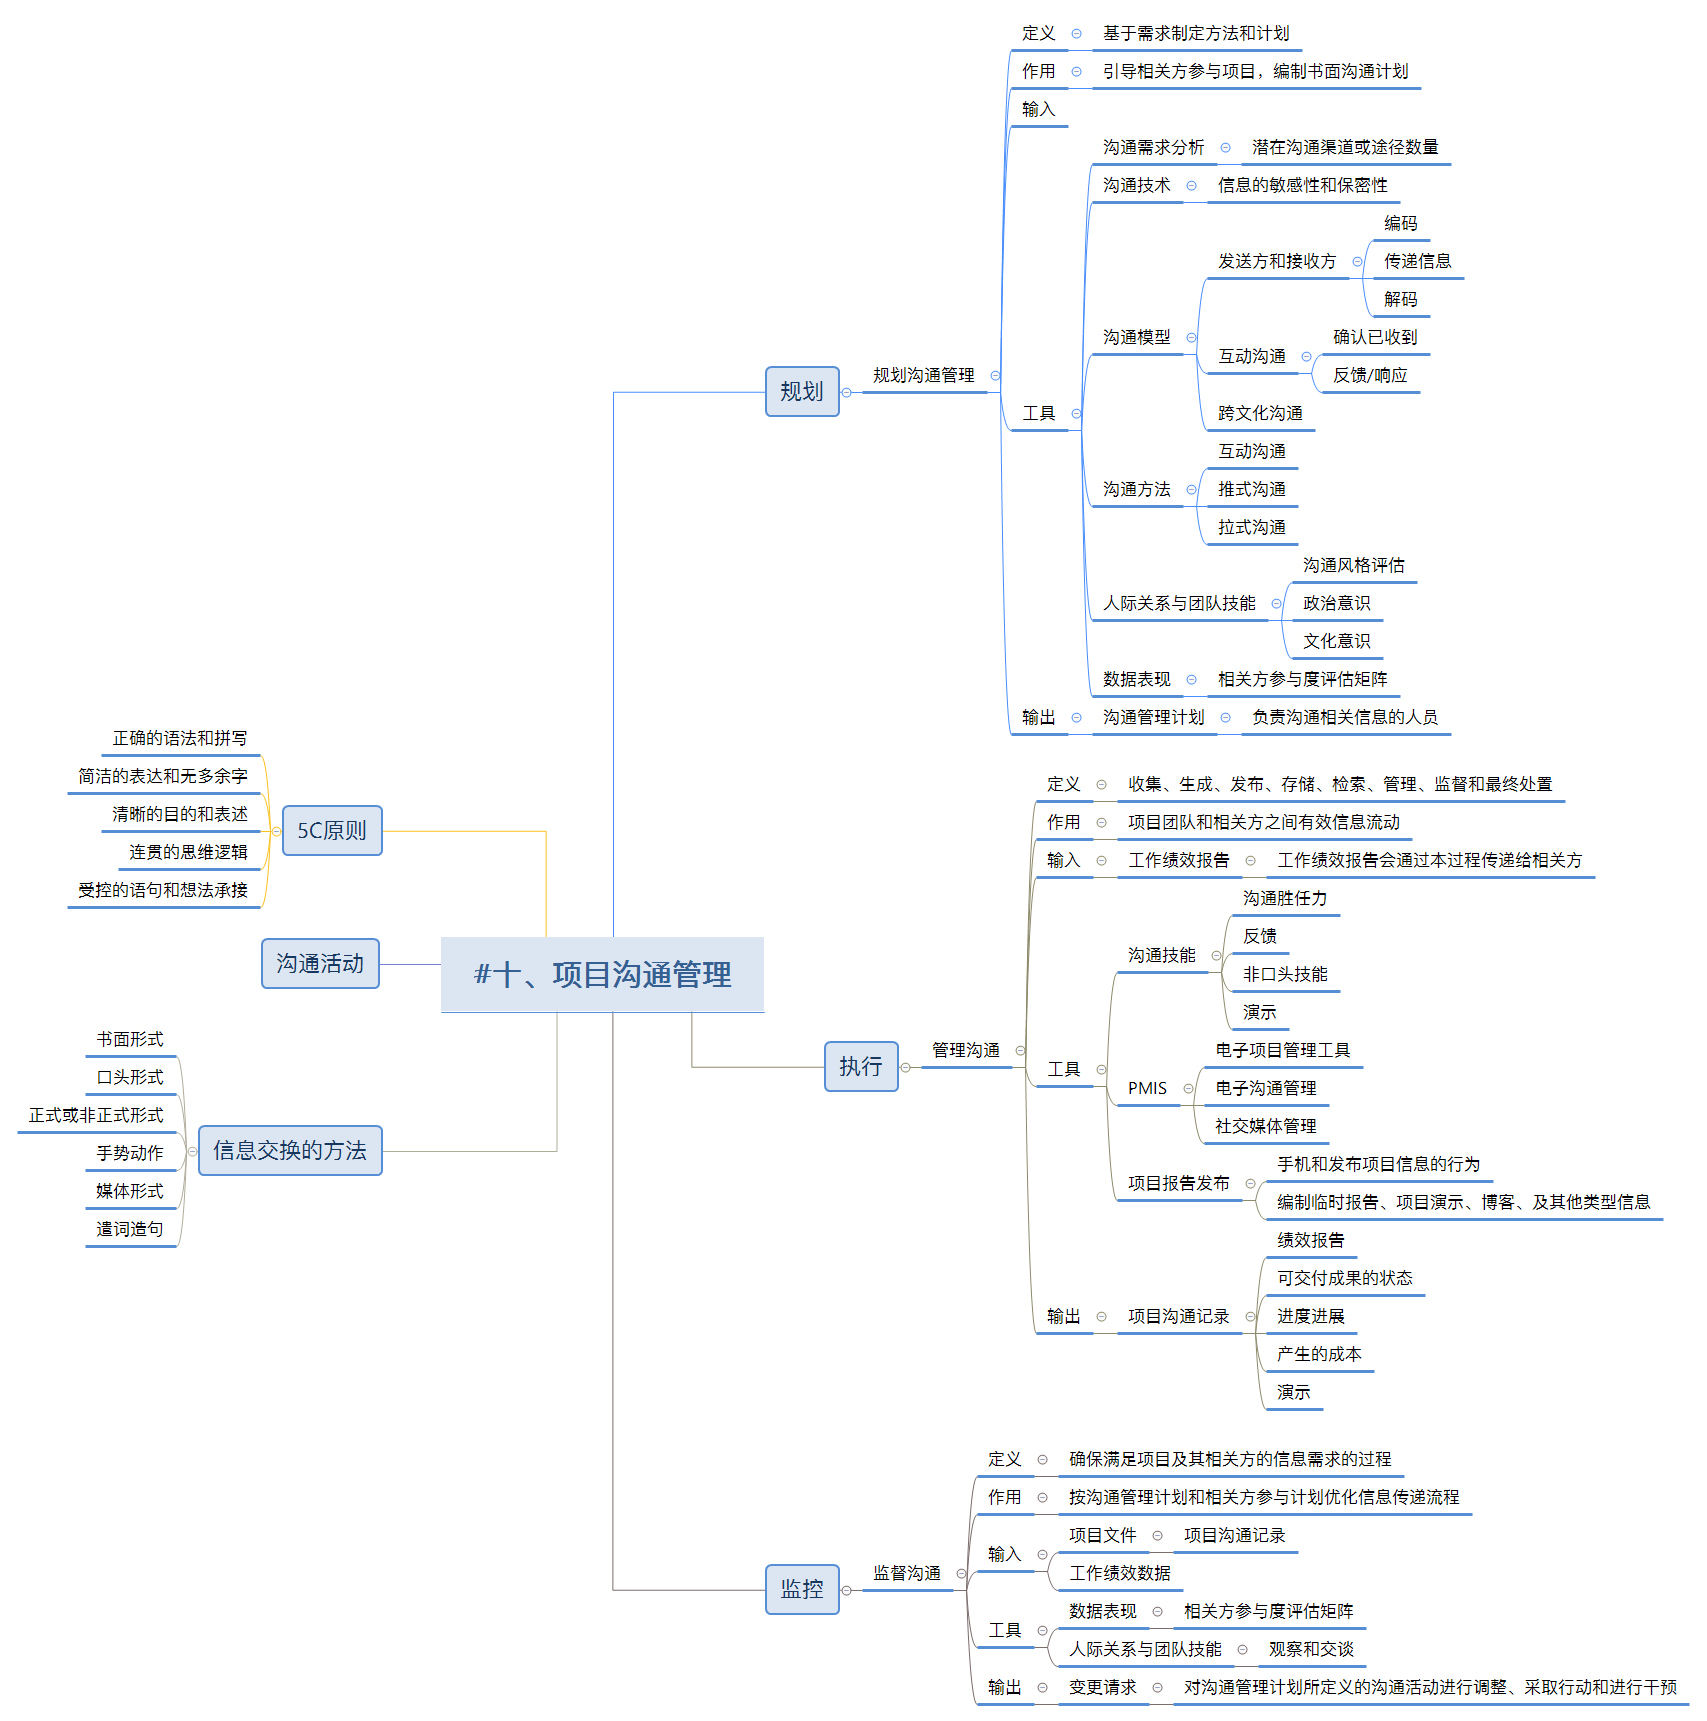 #十、项目沟通管理
规划
规划沟通管理
定义
基于需求制定方法和计划
作用
引导相关方参与项目，编制书面沟通计划
输入
工具
沟通需求分析
潜在沟通渠道或途径数量
沟通技术
信息的敏感性和保密性
沟通模型
发送方和接收方
编码
传递信息
解码
互动沟通
确认已收到
反馈/响应
跨文化沟通
沟通方法
互动沟通
推式沟通
拉式沟通
人际关系与团队技能
沟通风格评估
政治意识
文化意识
数据表现
相关方参与度评估矩阵
输出
沟通管理计划
负责沟通相关信息的人员
执行
管理沟通
定义
收集、生成、发布、存储、检索、管理、监督和最终处置
作用
项目团队和相关方之间有效信息流动
输入
工作绩效报告
工作绩效报告会通过本过程传递给相关方
工具
沟通技能
沟通胜任力
反馈
非口头技能
演示
PMIS
电子项目管理工具
电子沟通管理
社交媒体管理
项目报告发布
手机和发布项目信息的行为
编制临时报告、项目演示、博客、及其他类型信息
输出
项目沟通记录
绩效报告
可交付成果的状态
进度进展
产生的成本
演示
监控
监督沟通
定义
确保满足项目及其相关方的信息需求的过程
作用
按沟通管理计划和相关方参与计划优化信息传递流程
输入
项目文件
项目沟通记录
工作绩效数据
工具
数据表现
相关方参与度评估矩阵
人际关系与团队技能
观察和交谈
输出
变更请求
对沟通管理计划所定义的沟通活动进行调整、采取行动和进行干预
5C原则
正确的语法和拼写
简洁的表达和无多余字
清晰的目的和表述
连贯的思维逻辑
受控的语句和想法承接
沟通活动
信息交换的方法
书面形式
口头形式
正式或非正式形式
手势动作
媒体形式
遣词造句